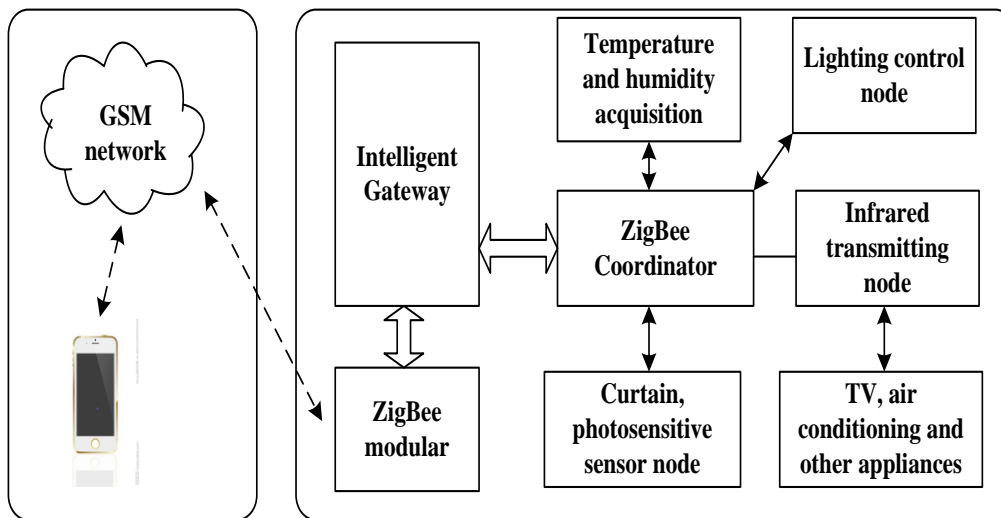 GSM
network
Intelligent
Gateway
ZigBee
modular
Temperature
and humidity
acquisition
Lighting control
node
ZigBee
Coordinator
Infrared
transmitting
node
Curtain,
photosensitive
sensor node
TV, air
conditioning and
other appliances